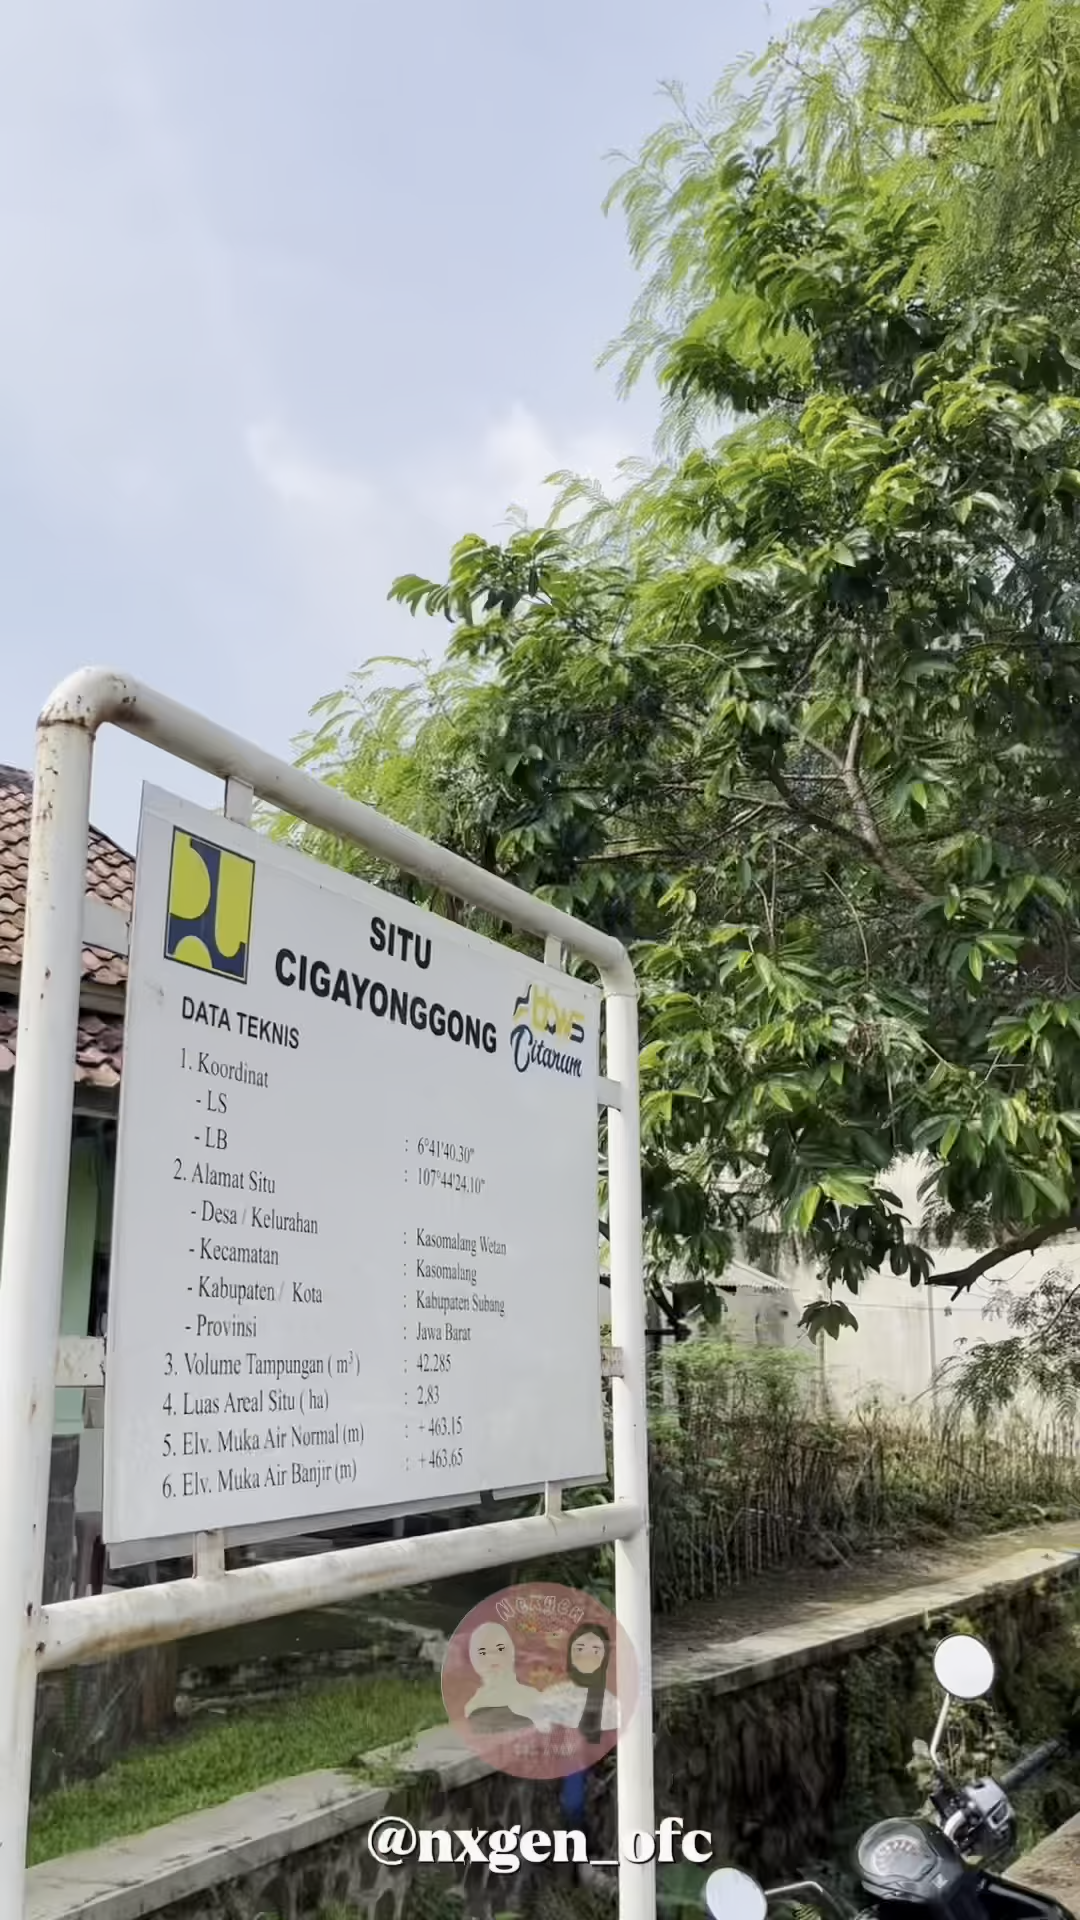 SITU
CIGAYONGGONG
bbws
Citarum
DATA TEKNIS
1. Koordinat
- LS : 6°41'40.30"
- LB : 107°44'24.10"
2. Alamat Situ
- Desa / Kelurahan : Kasomalang Wetan
- Kecamatan : Kasomalang
- Kabupaten / Kota : Kabupaten Subang
- Provinsi : Jawa Barat
3. Volume Tampungan ( m³ ) : 42.285
4. Luas Areal Situ ( ha) : 2,83
5. Elv. Muka Air Normal (m) : +463,15
6. Elv. Muka Air Banjir (m) : +463,65
NEXGEN
@nxgen_ofc